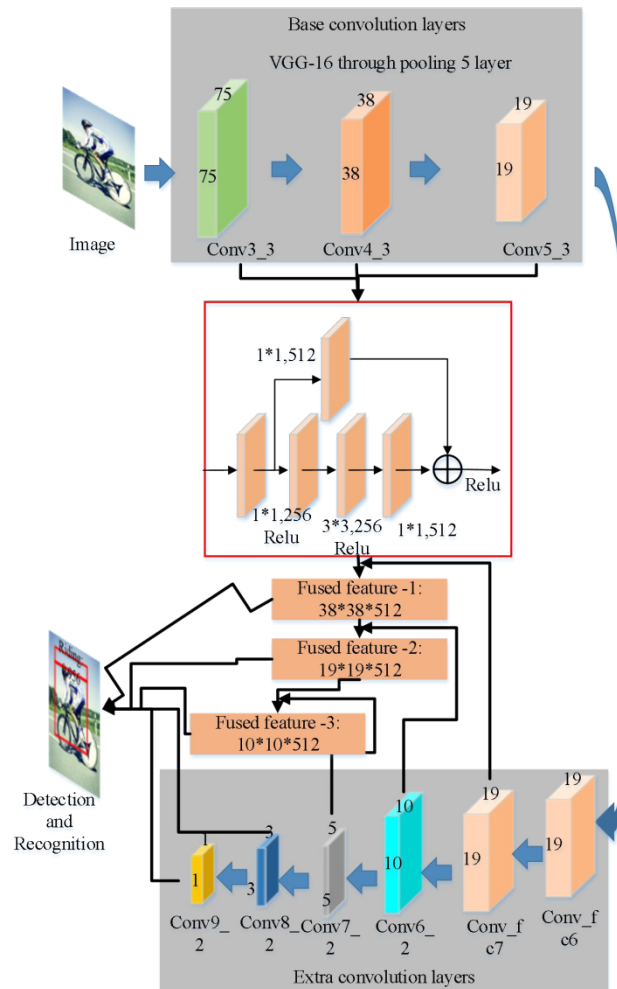 Base convolution layers
VGG-16 through pooling 5 layer
75
75
38
38
19
19
Image
Conv3_3
Conv4_3
Conv5_3
1*1,512
1*1,256
Relu
3*3,256
Relu
1*1,512
Relu
Fused feature -1:
38*38*512
Fused feature -2:
19*19*512
Fused feature -3:
10*10*512
Riding
Detection and
Recognition
1
1
3
3
5
5
10
10
19
19
19
19
Conv9_
2
Conv8_
2
Conv7_
2
Conv6_
2
Conv_f
c7
Conv_f
c6
Extra convolution layers